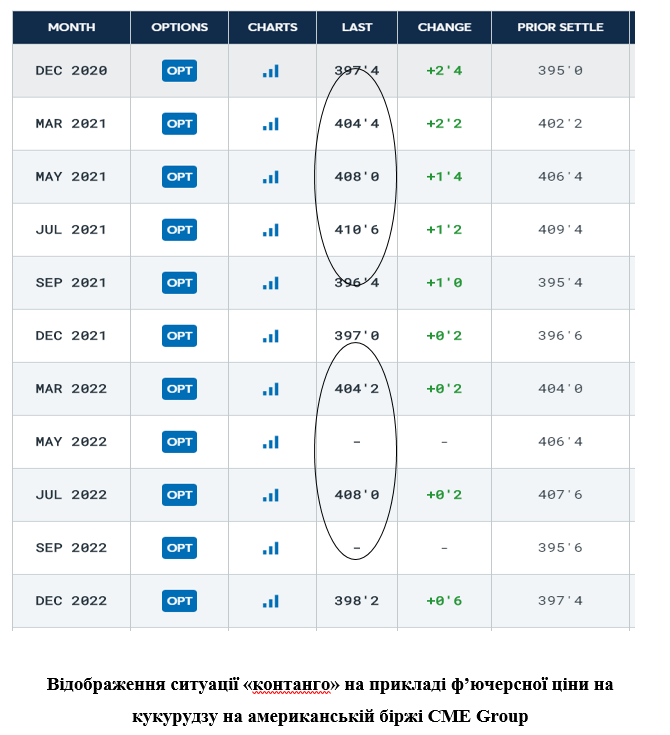 MONTH OPTIONS CHARTS LAST CHANGE PRIOR SETTLE
DEC 2020 OPT 397'4 +2'4 395'0
MAR 2021 OPT 404'4 +2'2 402'2
MAY 2021 OPT 408'0 +1'4 406'4
JUL 2021 OPT 410'6 +1'2 409'4
SEP 2021 OPT 396'4 +1'0 395'4
DEC 2021 OPT 397'0 +0'2 396'6
MAR 2022 OPT 404'2 +0'2 404'0
MAY 2022 OPT - - 406'4
JUL 2022 OPT 408'0 +0'2 407'6
SEP 2022 OPT - - 395'6
DEC 2022 OPT 398'2 +0'6 397'4
Відображення ситуації «контанго» на прикладі ф’ючерсної ціни на
кукурудзу на американській біржі CME Group